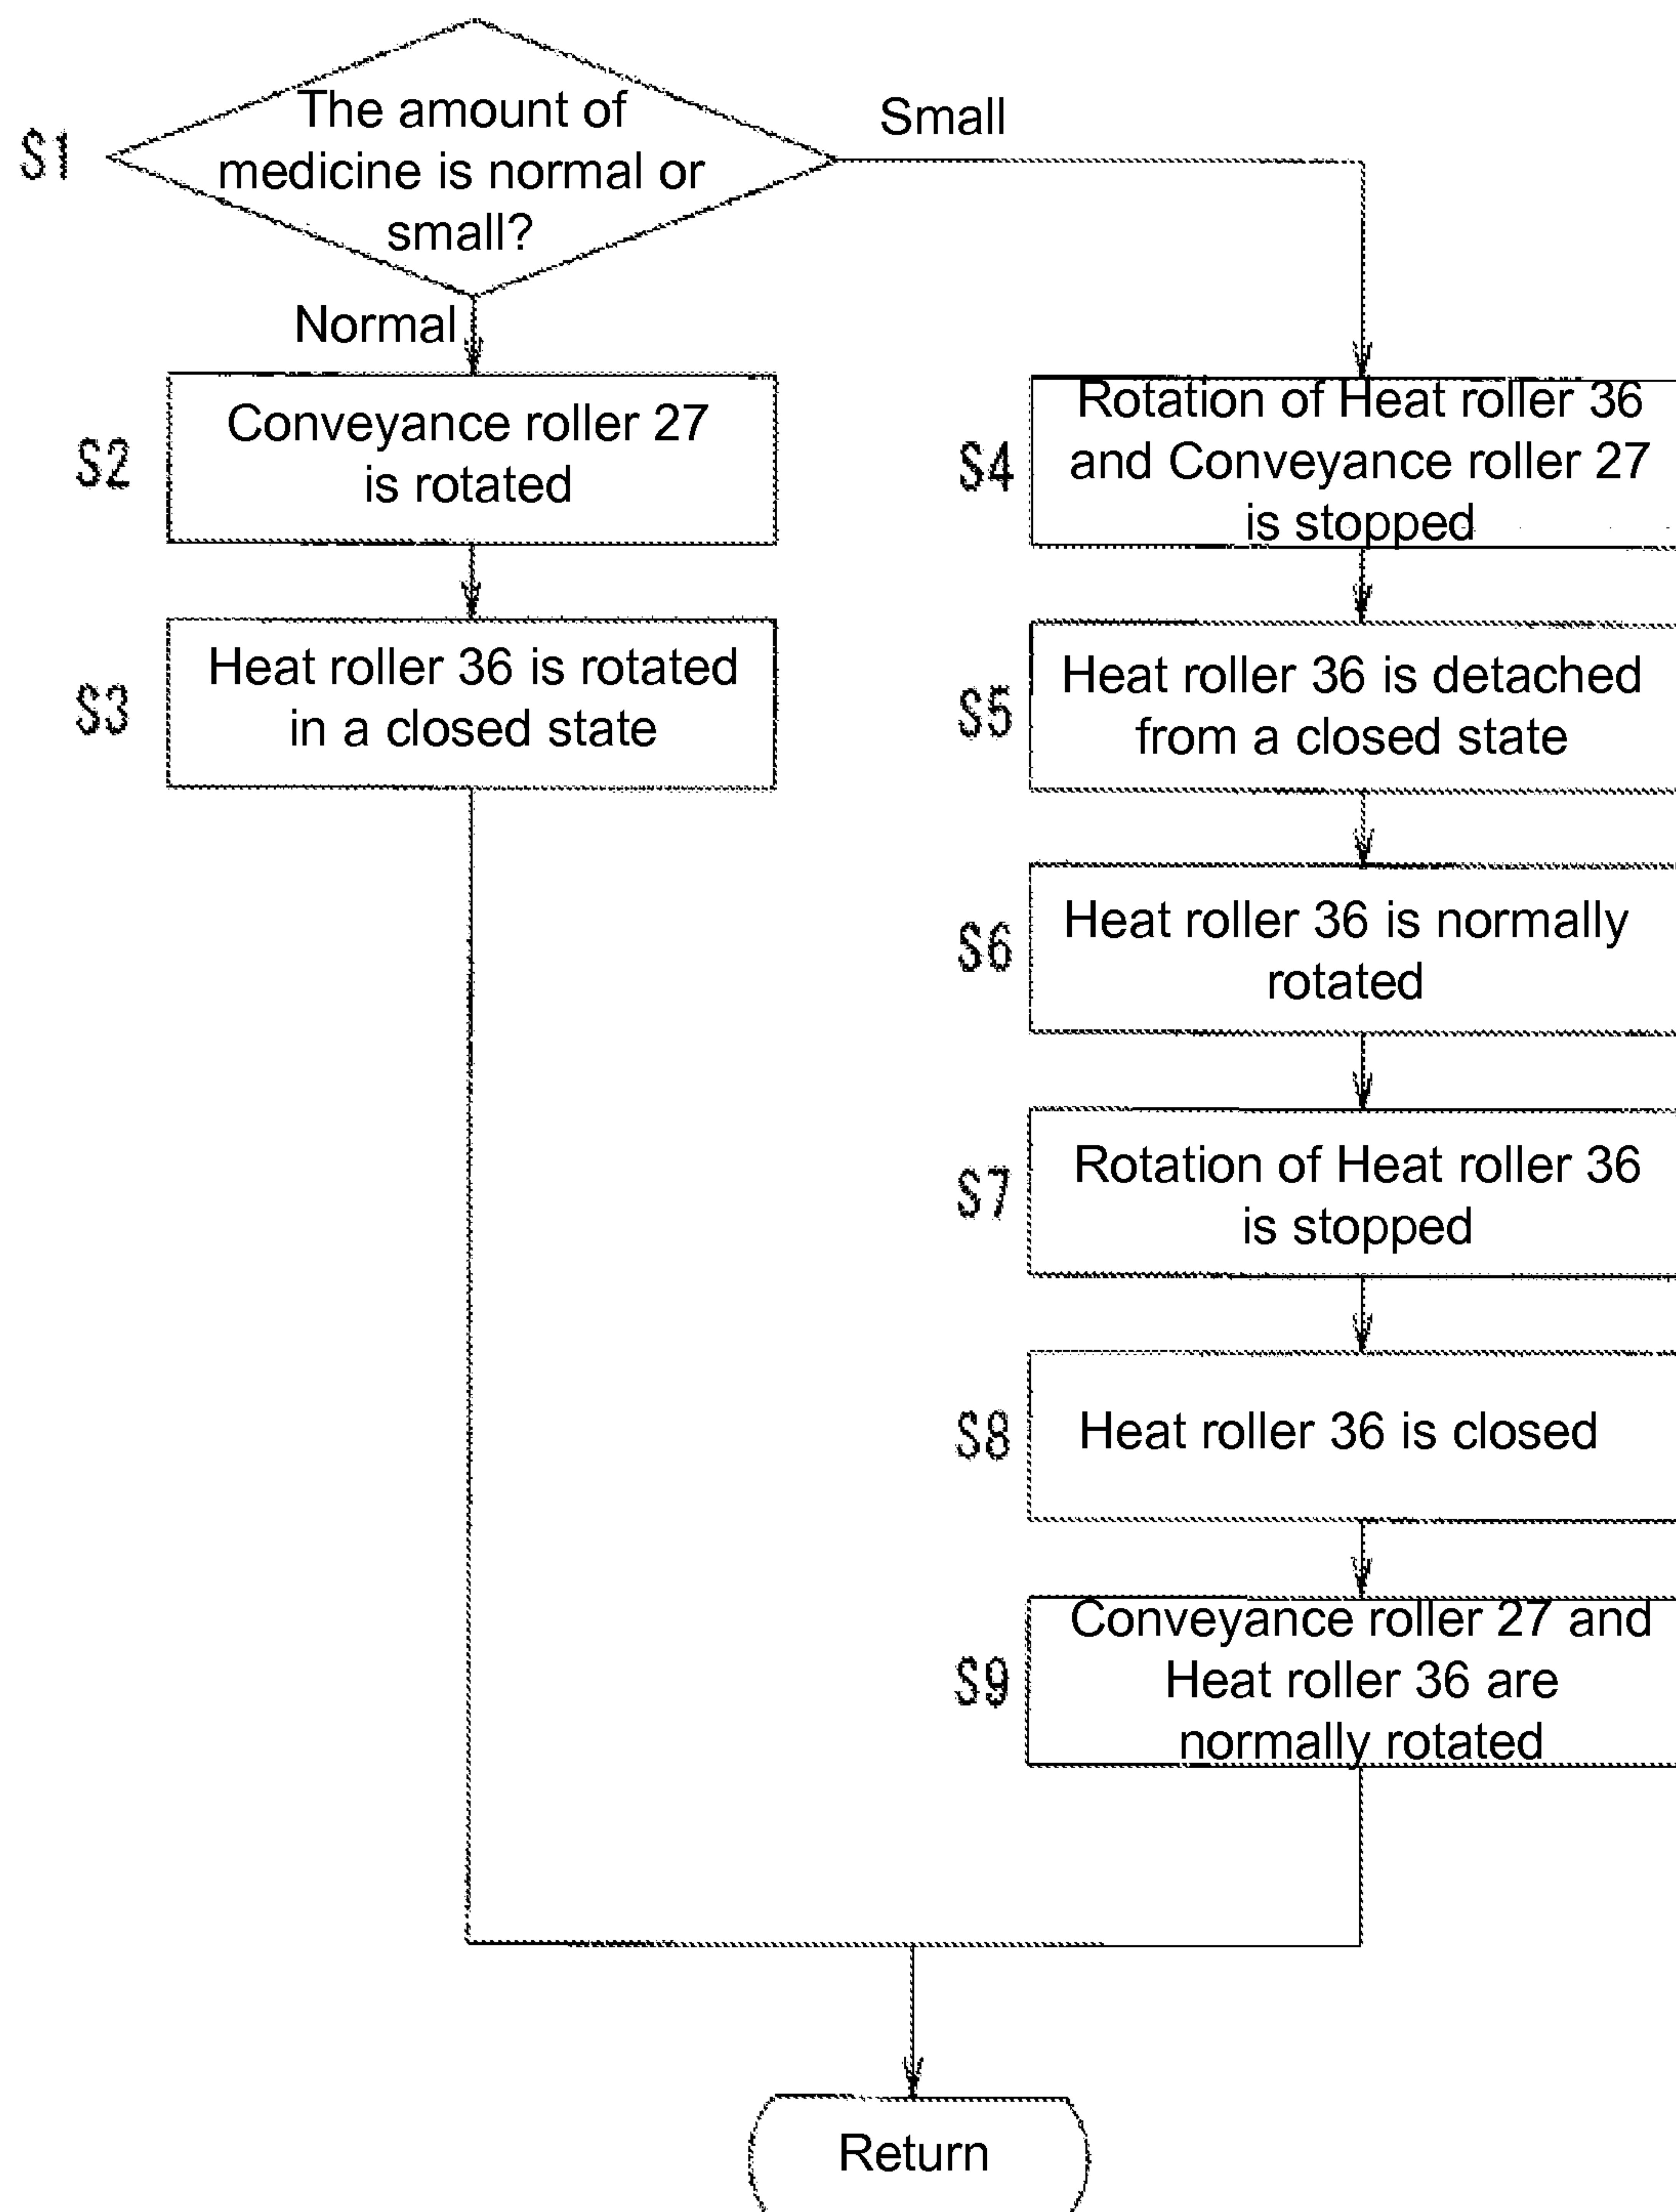 S1
The amount of
medicine is normal or
small?
Small
Normal
S2
Conveyance roller 27
is rotated
S3
Heat roller 36 is rotated
in a closed state
S4
Rotation of Heat roller 36
and Conveyance roller 27
is stopped
S5
Heat roller 36 is detached
from a closed state
S6
Heat roller 36 is normally
rotated
S7
Rotation of Heat roller 36
is stopped
S8
Heat roller 36 is closed
S9
Conveyance roller 27 and
Heat roller 36 are
normally rotated
Return